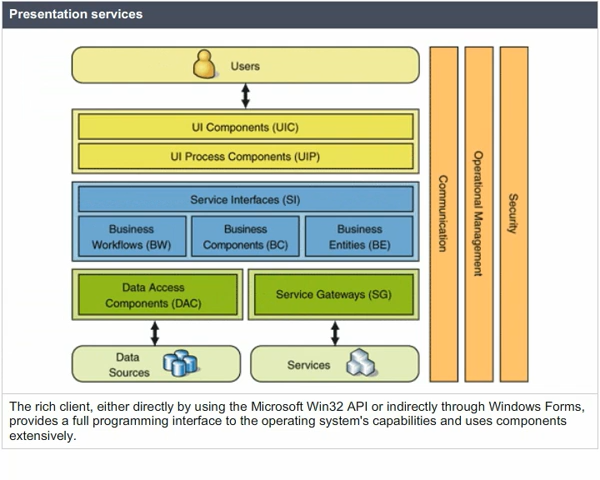 Presentation services
Users
UI Components (UIC)
UI Process Components (UIP)
Service Interfaces (SI)
Business
Workflows (BW)
Business
Components (BC)
Business
Entities (BE)
Data Access
Components (DAC)
Service Gateways (SG)
Data
Sources
Services
Communication
Operational Management
Security
The rich client, either directly by using the Microsoft Win32 API or indirectly through Windows Forms,
provides a full programming interface to the operating system's capabilities and uses components
extensively.